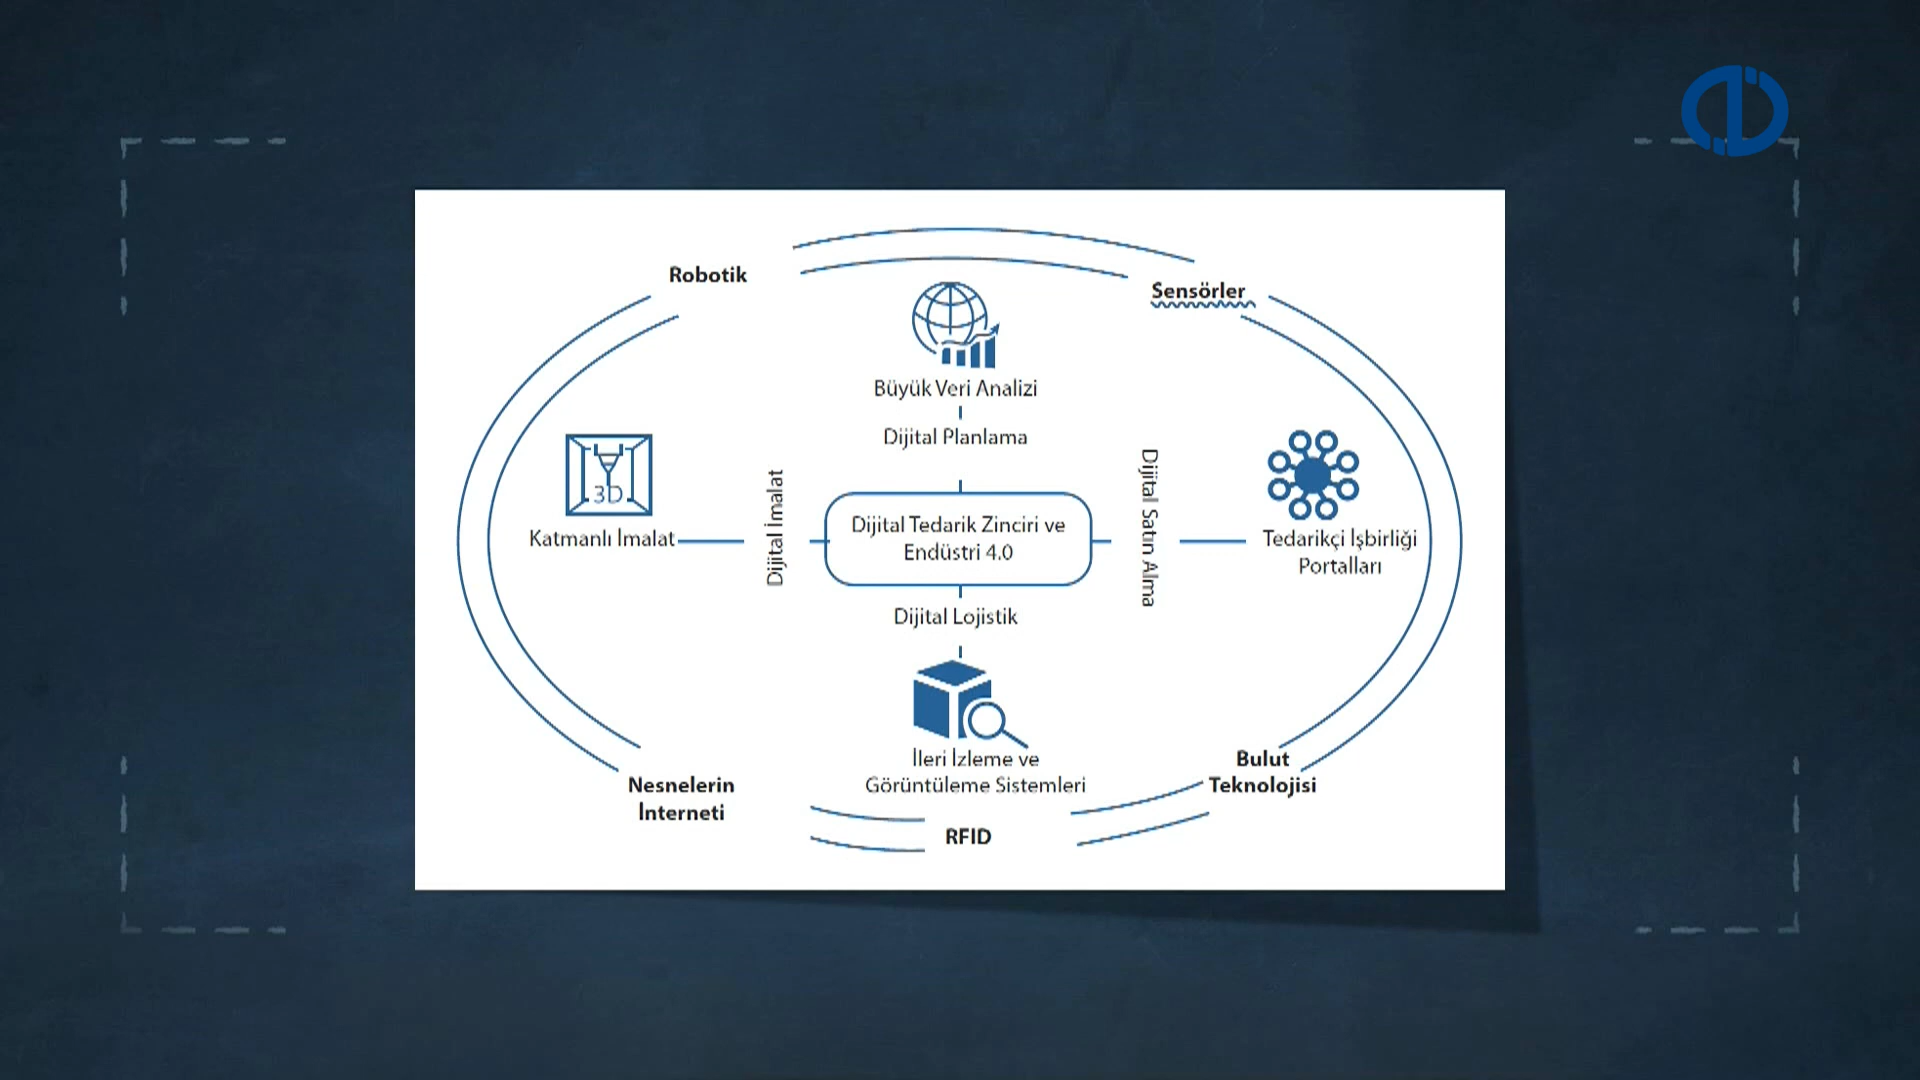 Robotik
Sensörler
Büyük Veri Analizi
Dijital Planlama
3D
Katmanlı İmalat
Dijital İmalat
Dijital Tedarik Zinciri ve
Endüstri 4.0
Dijital Satın Alma
Tedarikçi İşbirliği
Portalları
Dijital Lojistik
İleri İzleme ve
Görüntüleme Sistemleri
Nesnelerin
İnterneti
RFID
Bulut
Teknolojisi